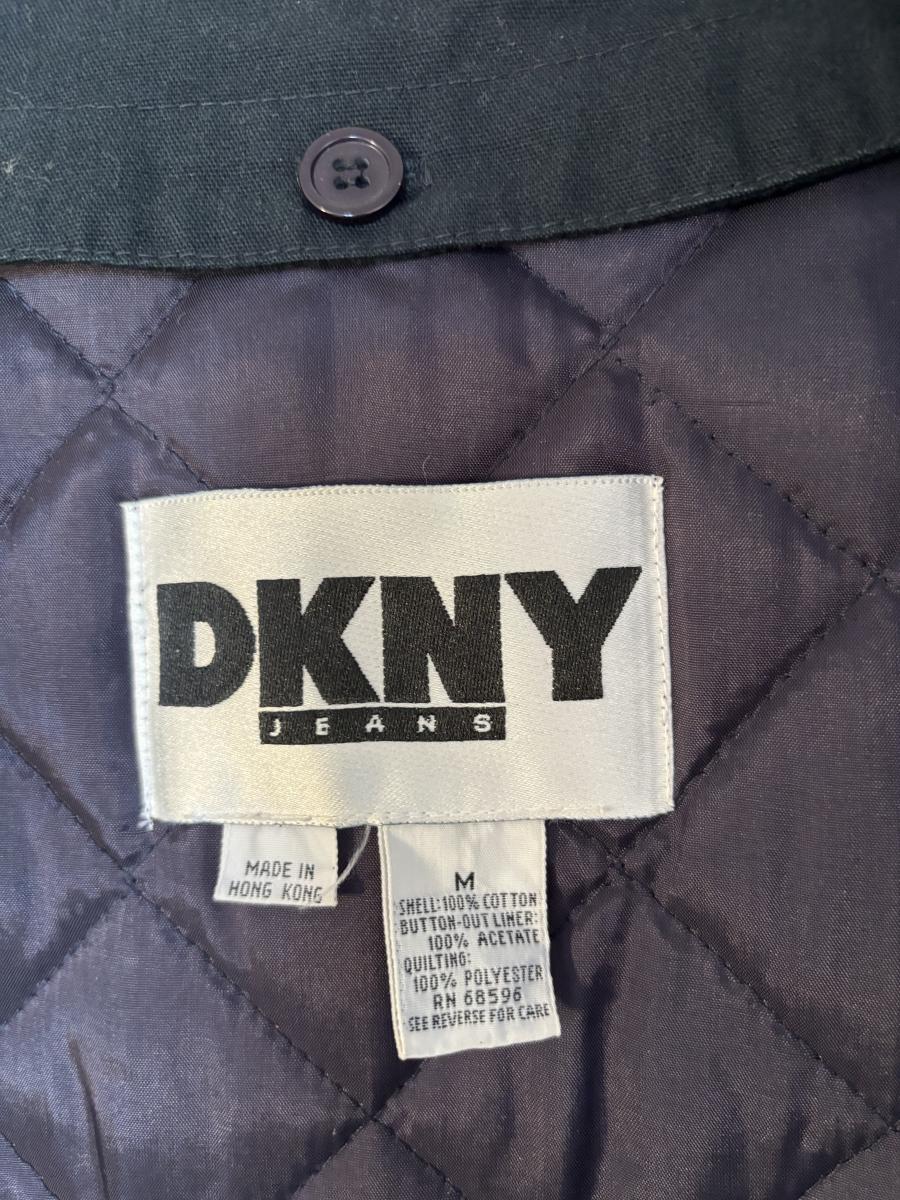 DKNY
JEANS
MADE IN
HONG KONG
M
SHELL:100% COTTON
BUTTON-OUT LINER:
100% ACETATE
QUILTING:
100% POLYESTER
RN 68596
SEE REVERSE FOR CARE